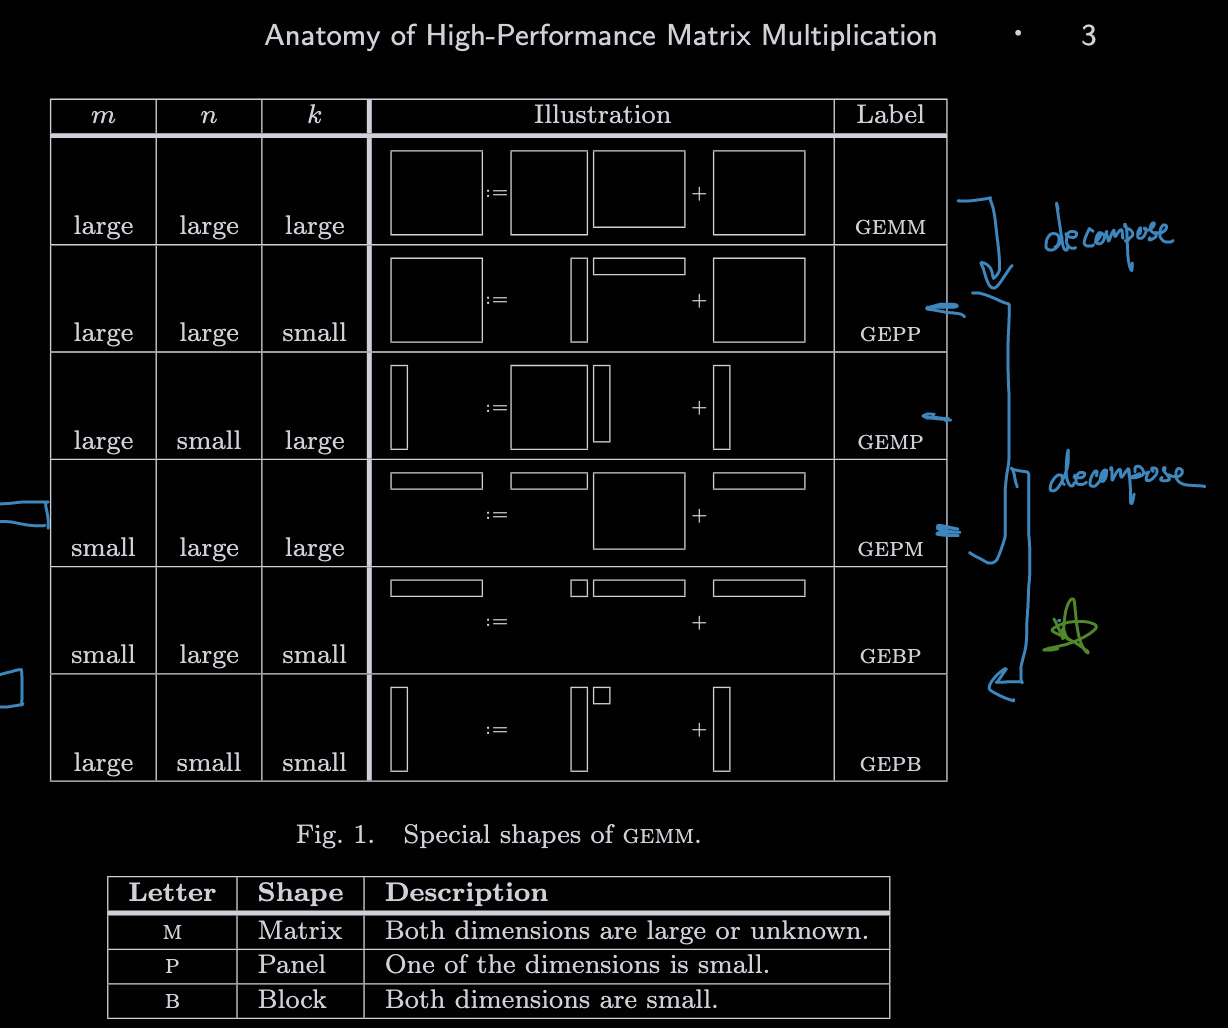 Anatomy of High-Performance Matrix Multiplication · 3
m n k Illustration Label
:= +
large large large GEMM
decompose
:= +
large large small GEPP
:= +
large small large GEMP
decompose
:= +
small large large GEPM
:= +
small large small GEBP
:= +
large small small GEPB
Fig. 1. Special shapes of GEMM.
Letter Shape Description
M Matrix Both dimensions are large or unknown.
P Panel One of the dimensions is small.
B Block Both dimensions are small.